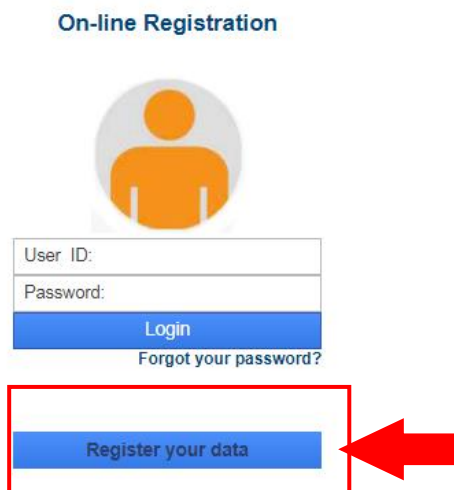 On-line Registration
User ID:
Password:
Login
Forgot your password?
Register your data